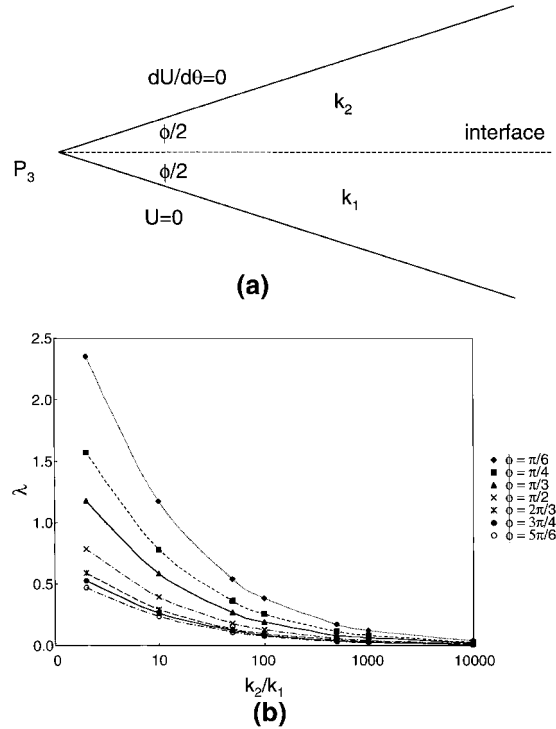 dU/dθ=0
k₂
ϕ/2
interface
P₃
ϕ/2
k₁
U=0
(a)
2.5
2.0
1.5
λ
1.0
0.5
0.0
0 10 100 1000 10000
k₂/k₁
ϕ = π/6
ϕ = π/4
ϕ = π/3
ϕ = π/2
ϕ = 2π/3
ϕ = 3π/4
ϕ = 5π/6
(b)